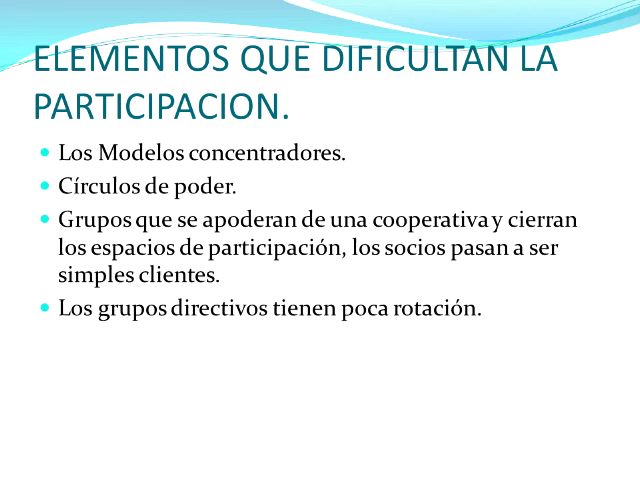 ELEMENTOS QUE DIFICULTAN LA
PARTICIPACION.
• Los Modelos concentradores.
• Círculos de poder.
• Grupos que se apoderan de una cooperativa y cierran
los espacios de participación, los socios pasan a ser
simples clientes.
• Los grupos directivos tienen poca rotación.